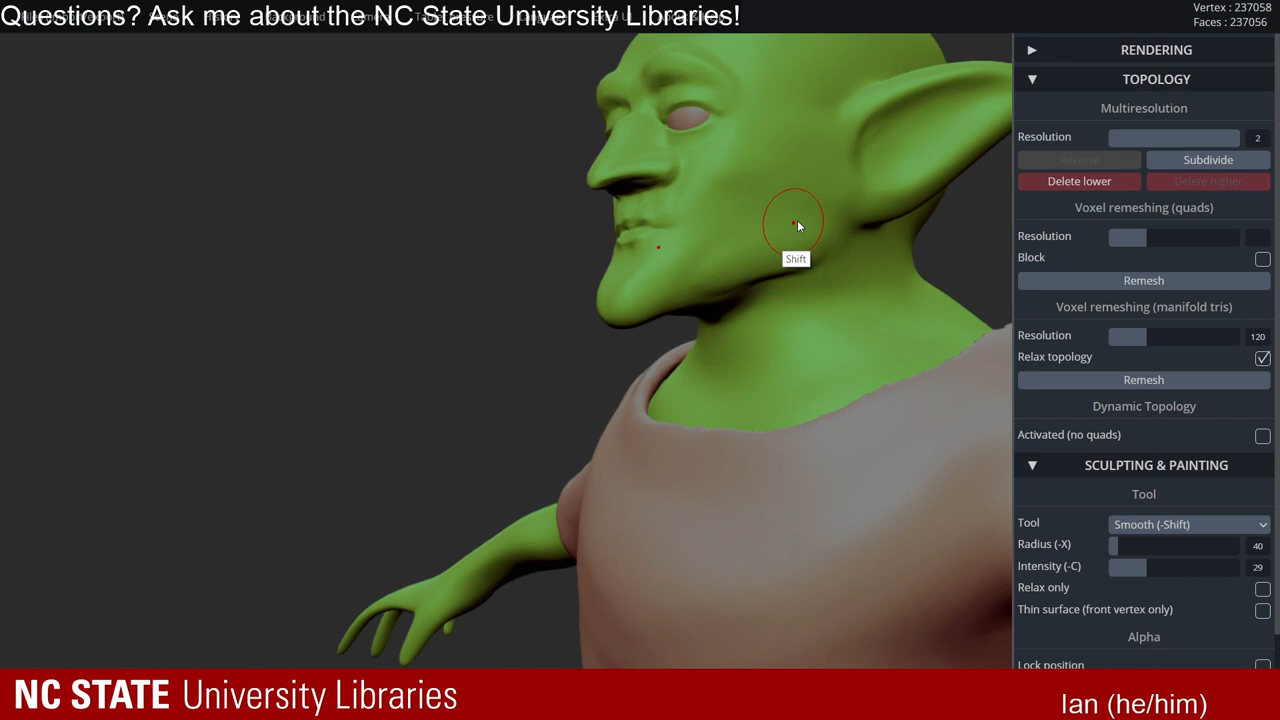 Questions? Ask me about the NC State University Libraries!
Vertex : 237058
Faces : 237056
RENDERING
TOPOLOGY
Multiresolution
Resolution 2
Reverse Subdivide
Delete lower Delete higher
Voxel remeshing (quads)
Resolution
Block
Remesh
Voxel remeshing (manifold tris)
Resolution 120
Relax topology
Remesh
Dynamic Topology
Activated (no quads)
SCULPTING & PAINTING
Tool
Tool Smooth (-Shift)
Radius (-X) 40
Intensity (-C) 29
Relax only
Thin surface (front vertex only)
Alpha
Lock position
Shift
NC STATE University Libraries
Ian (he/him)